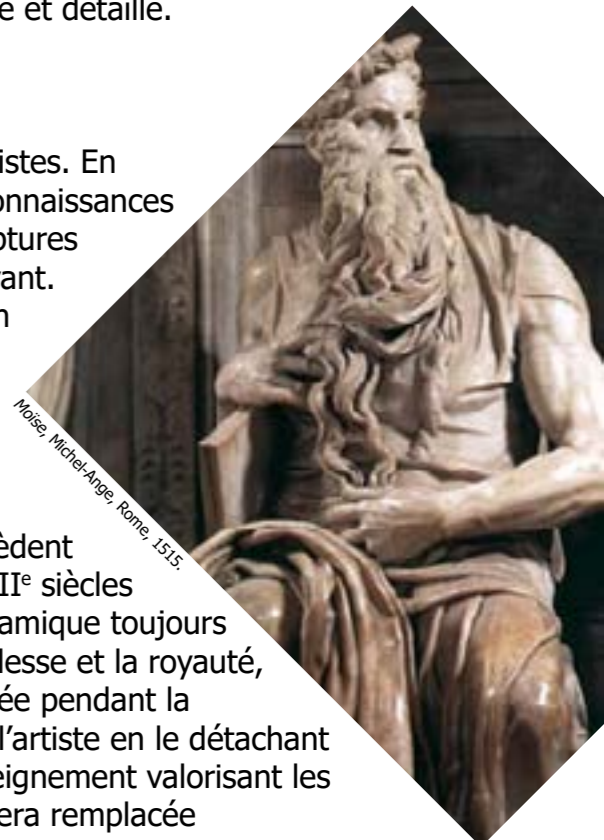 e et détaillé.
istes. En
onnaissances
ptures
rant.
n
Moïse, Michel-Ange, Rome, 1515.
èdent
IIe siècles
amique toujours
lesse et la royauté,
ée pendant la
l'artiste en le détachant
eignement valorisant les
era remplacée